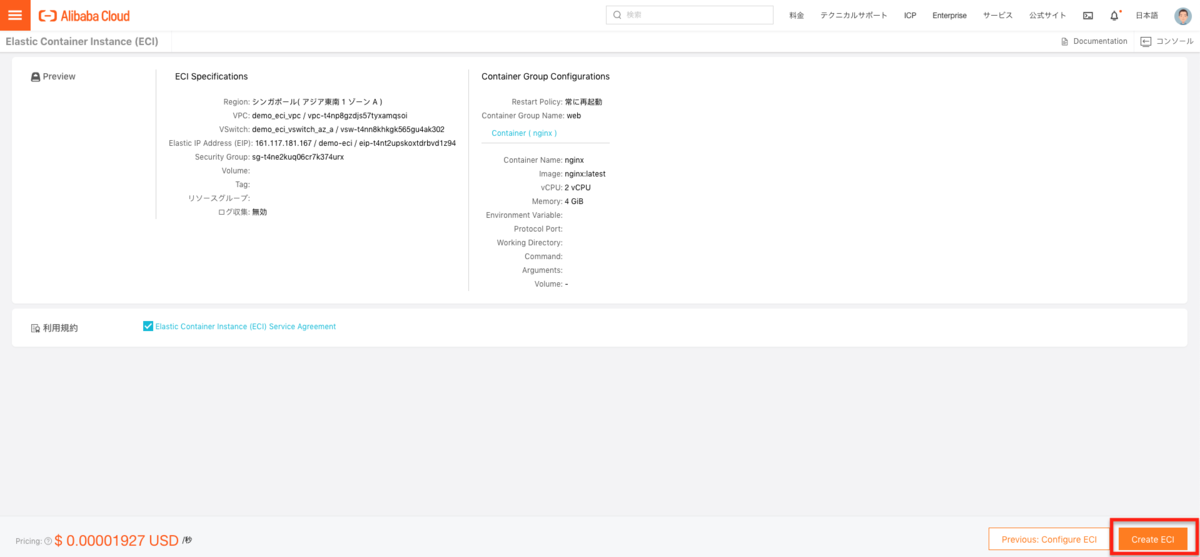 Alibaba Cloud
検索
料金 テクニカルサポート ICP Enterprise サービス 公式サイト 日本語
Elastic Container Instance (ECI)
Documentation コンソール
Preview
ECI Specifications
Region: シンガポール( アジア東南 1 ゾーン A )
VPC: demo_eci_vpc / vpc-t4np8gzdjs57tyxamqsoi
VSwitch: demo_eci_vswitch_az_a / vsw-t4nn8khkgk565gu4ak302
Elastic IP Address (EIP): 161.117.181.167 / demo-eci / eip-t4nt2upskoxtdrbvd1z94
Security Group: sg-t4ne2kuq06cr7k374urx
Volume:
Tag:
リソースグループ:
ログ収集: 無効
Container Group Configurations
Restart Policy: 常に再起動
Container Group Name: web
Container ( nginx )
Container Name: nginx
Image: nginx:latest
vCPU: 2 vCPU
Memory: 4 GiB
Environment Variable:
Protocol Port:
Working Directory:
Command:
Arguments:
Volume: -
利用規約
Elastic Container Instance (ECI) Service Agreement
Pricing: $ 0.00001927 USD /秒
Previous: Configure ECI
Create ECI